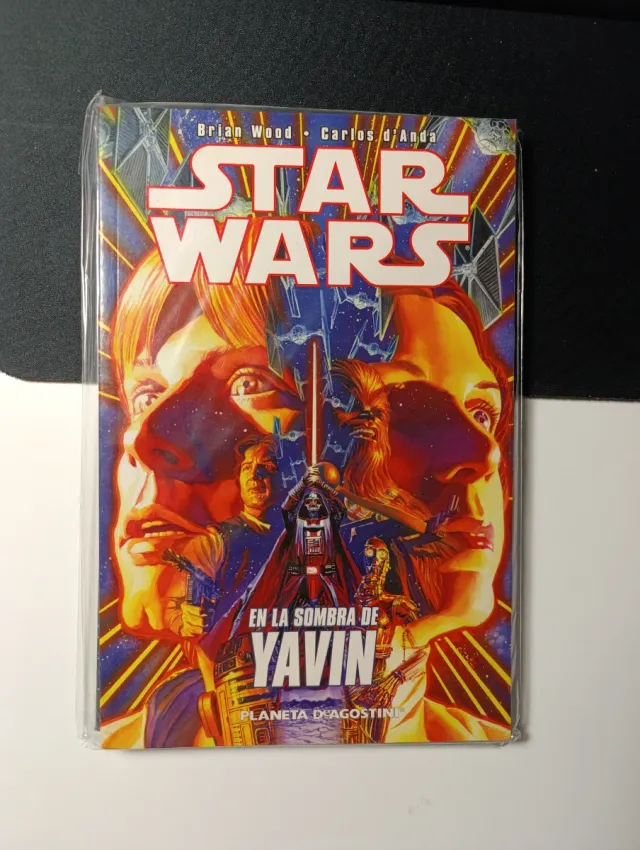 Brian Wood • Carlos d'Anda
STAR
WARS
EN LA SOMBRA DE
YAVIN
PLANETA DEAGOSTINI